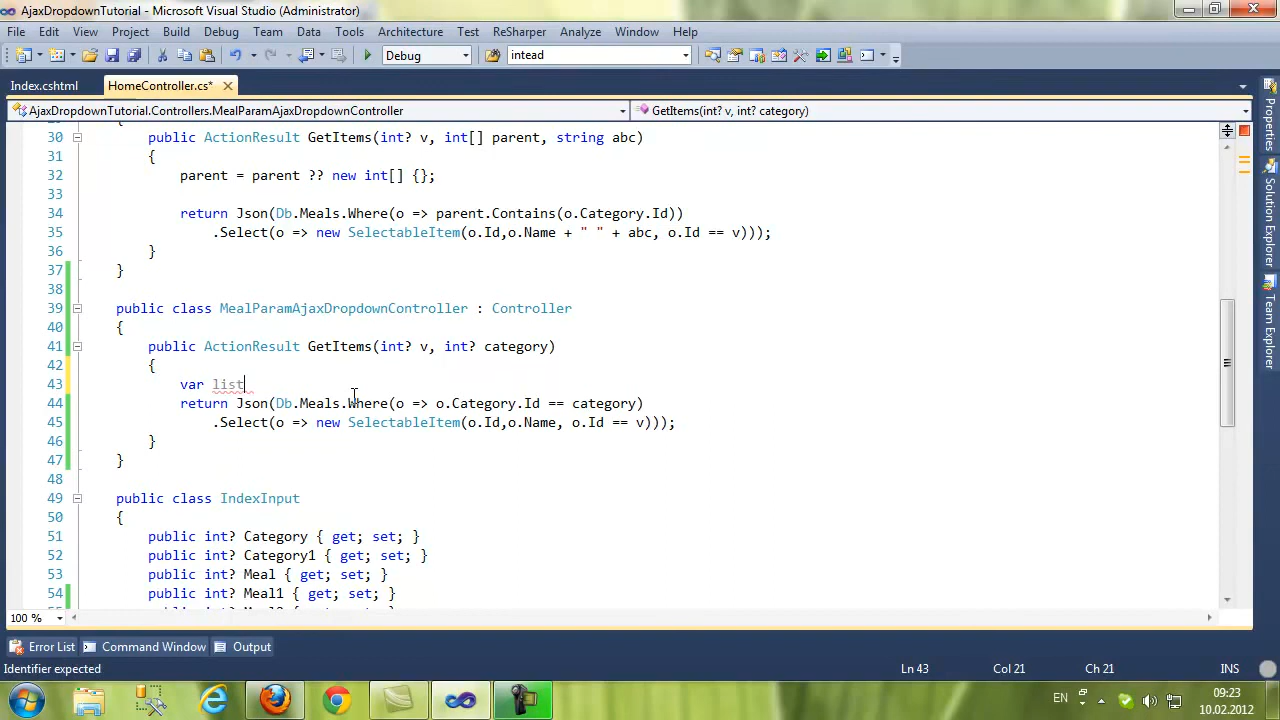 AjaxDropdownTutorial - Microsoft Visual Studio (Administrator)
File Edit View Project Build Debug Team Data Tools Architecture Test ReSharper Analyze Window Help
Debug intead
Index.cshtml HomeController.cs*
AjaxDropdownTutorial.Controllers.MealParamAjaxDropdownController GetItems(int? v, int? category)
30 public ActionResult GetItems(int? v, int[] parent, string abc)
31 {
32 parent = parent ?? new int[] {};
33
34 return Json(Db.Meals.Where(o => parent.Contains(o.Category.Id))
35 .Select(o => new SelectableItem(o.Id,o.Name + " " + abc, o.Id == v)));
36 }
37 }
38
39 public class MealParamAjaxDropdownController : Controller
40 {
41 public ActionResult GetItems(int? v, int? category)
42 {
43 var list
44 return Json(Db.Meals.Where(o => o.Category.Id == category)
45 .Select(o => new SelectableItem(o.Id,o.Name, o.Id == v)));
46 }
47 }
48
49 public class IndexInput
50 {
51 public int? Category { get; set; }
52 public int? Category1 { get; set; }
53 public int? Meal { get; set; }
54 public int? Meal1 { get; set; }
100 %
Properties
Solution Explorer
Team Explorer
Error List Command Window Output
Identifier expected Ln 43 Col 21 Ch 21 INS
EN 09:23
10.02.2012